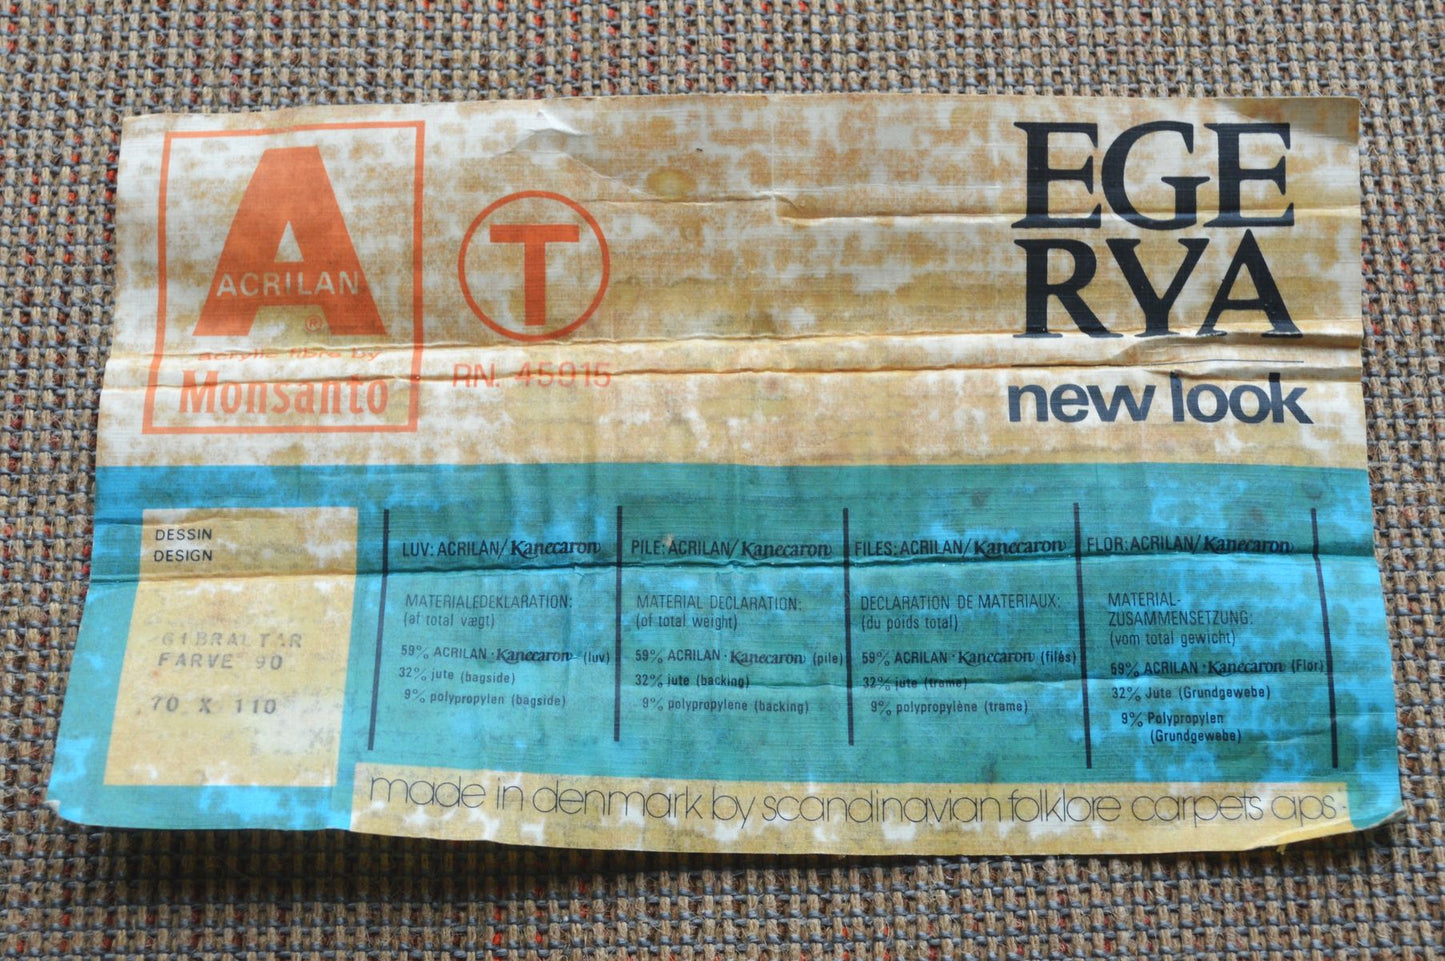 A
ACRILAN
®
acrylic fibre by
Monsanto
T
RN. 45915
EGE
RYA
new look
DESSIN
DESIGN
GIBRALTAR
FARVE 90
70 X 110
LUV: ACRILAN/Kanecaron
MATERIALEDEKLARATION:
(af total vægt)
59% ACRILAN · Kanecaron (luv)
32% jute (bagside)
9% polypropylen (bagside)
PILE: ACRILAN/Kanecaron
MATERIAL DECLARATION:
(of total weight)
59% ACRILAN · Kanecaron (pile)
32% jute (backing)
9% polypropylene (backing)
FILES: ACRILAN/Kanecaron
DECLARATION DE MATERIAUX:
(du poids total)
59% ACRILAN · Kanecaron (filés)
32% jute (trame)
9% polypropylène (trame)
FLOR: ACRILAN/Kanecaron
MATERIAL-
ZUSAMMENSETZUNG:
(vom total gewicht)
59% ACRILAN · Kanecaron (Flor)
32% Jute (Grundgewebe)
9% Polypropylen
(Grundgewebe)
made in denmark by scandinavian folklore carpets aps.